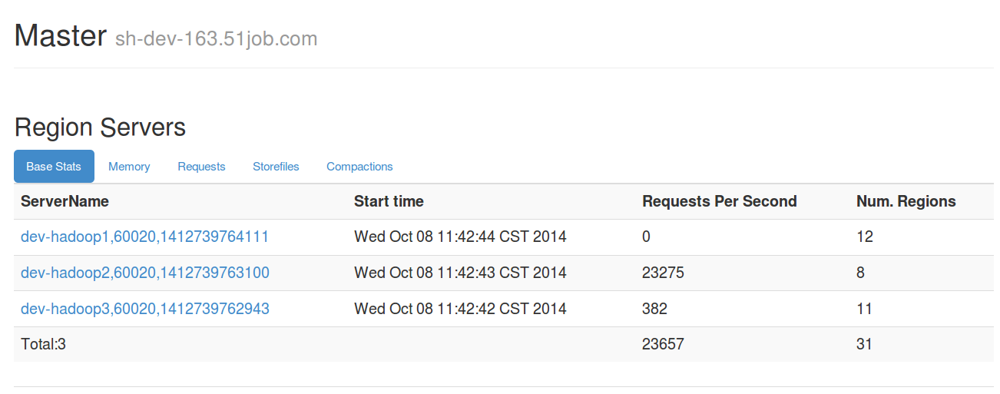 Master sh-dev-163.51job.com
Region Servers
Base Stats Memory Requests Storefiles Compactions
ServerName Start time Requests Per Second Num. Regions
dev-hadoop1,60020,1412739764111 Wed Oct 08 11:42:44 CST 2014 0 12
dev-hadoop2,60020,1412739763100 Wed Oct 08 11:42:43 CST 2014 23275 8
dev-hadoop3,60020,1412739762943 Wed Oct 08 11:42:42 CST 2014 382 11
Total:3 23657 31